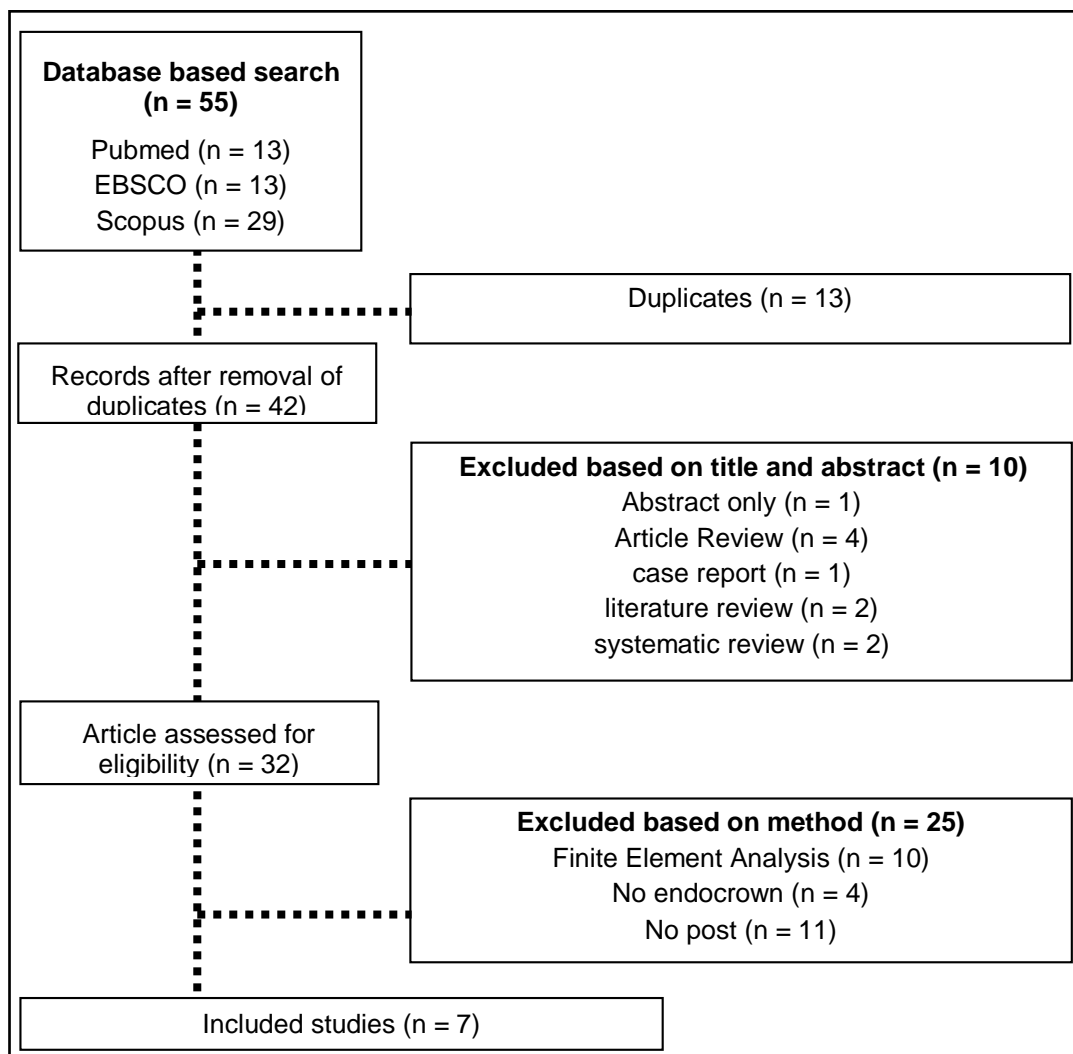 Database based search
(n = 55)
Pubmed (n = 13)
EBSCO (n = 13)
Scopus (n = 29)
Duplicates (n = 13)
Records after removal of
duplicates (n = 42)
Excluded based on title and abstract (n = 10)
Abstract only (n = 1)
Article Review (n = 4)
case report (n = 1)
literature review (n = 2)
systematic review (n = 2)
Article assessed for
eligibility (n = 32)
Excluded based on method (n = 25)
Finite Element Analysis (n = 10)
No endocrown (n = 4)
No post (n = 11)
Included studies (n = 7)